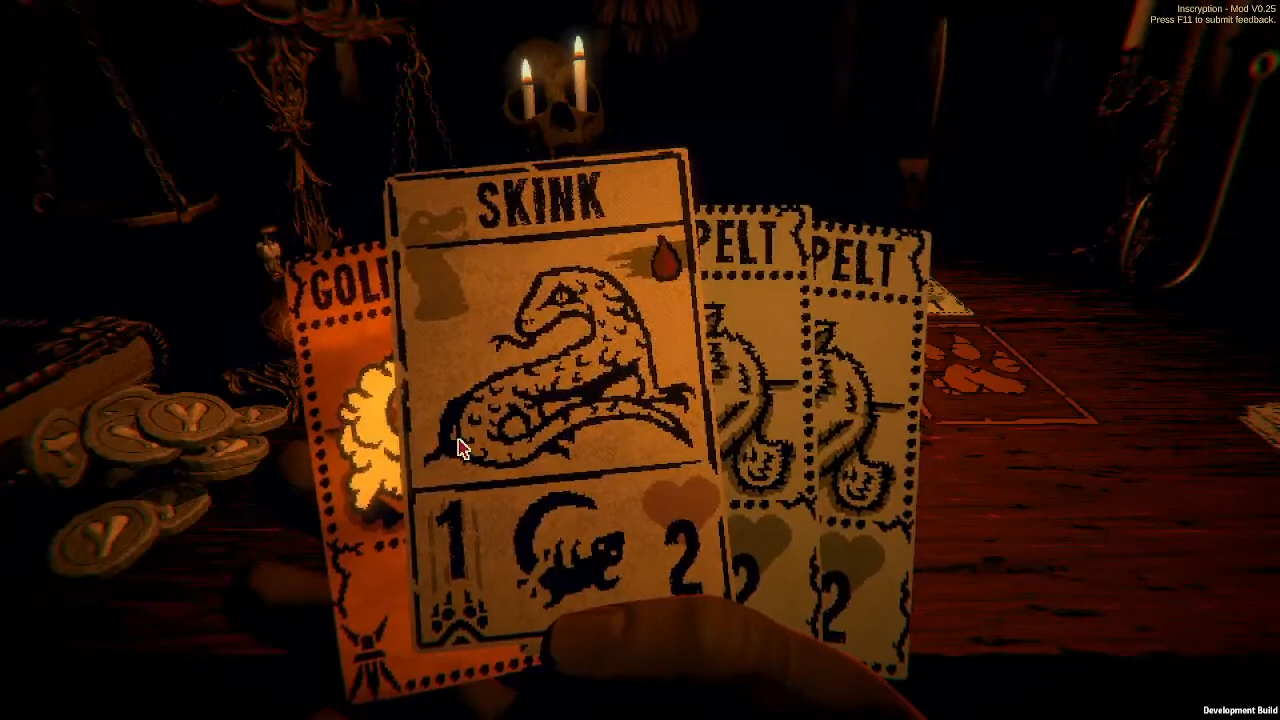 Inscryption - Mod V0.25
Press F11 to submit feedback.
SKINK
GOL
PELT
PELT
1
2
2
2
Development Build